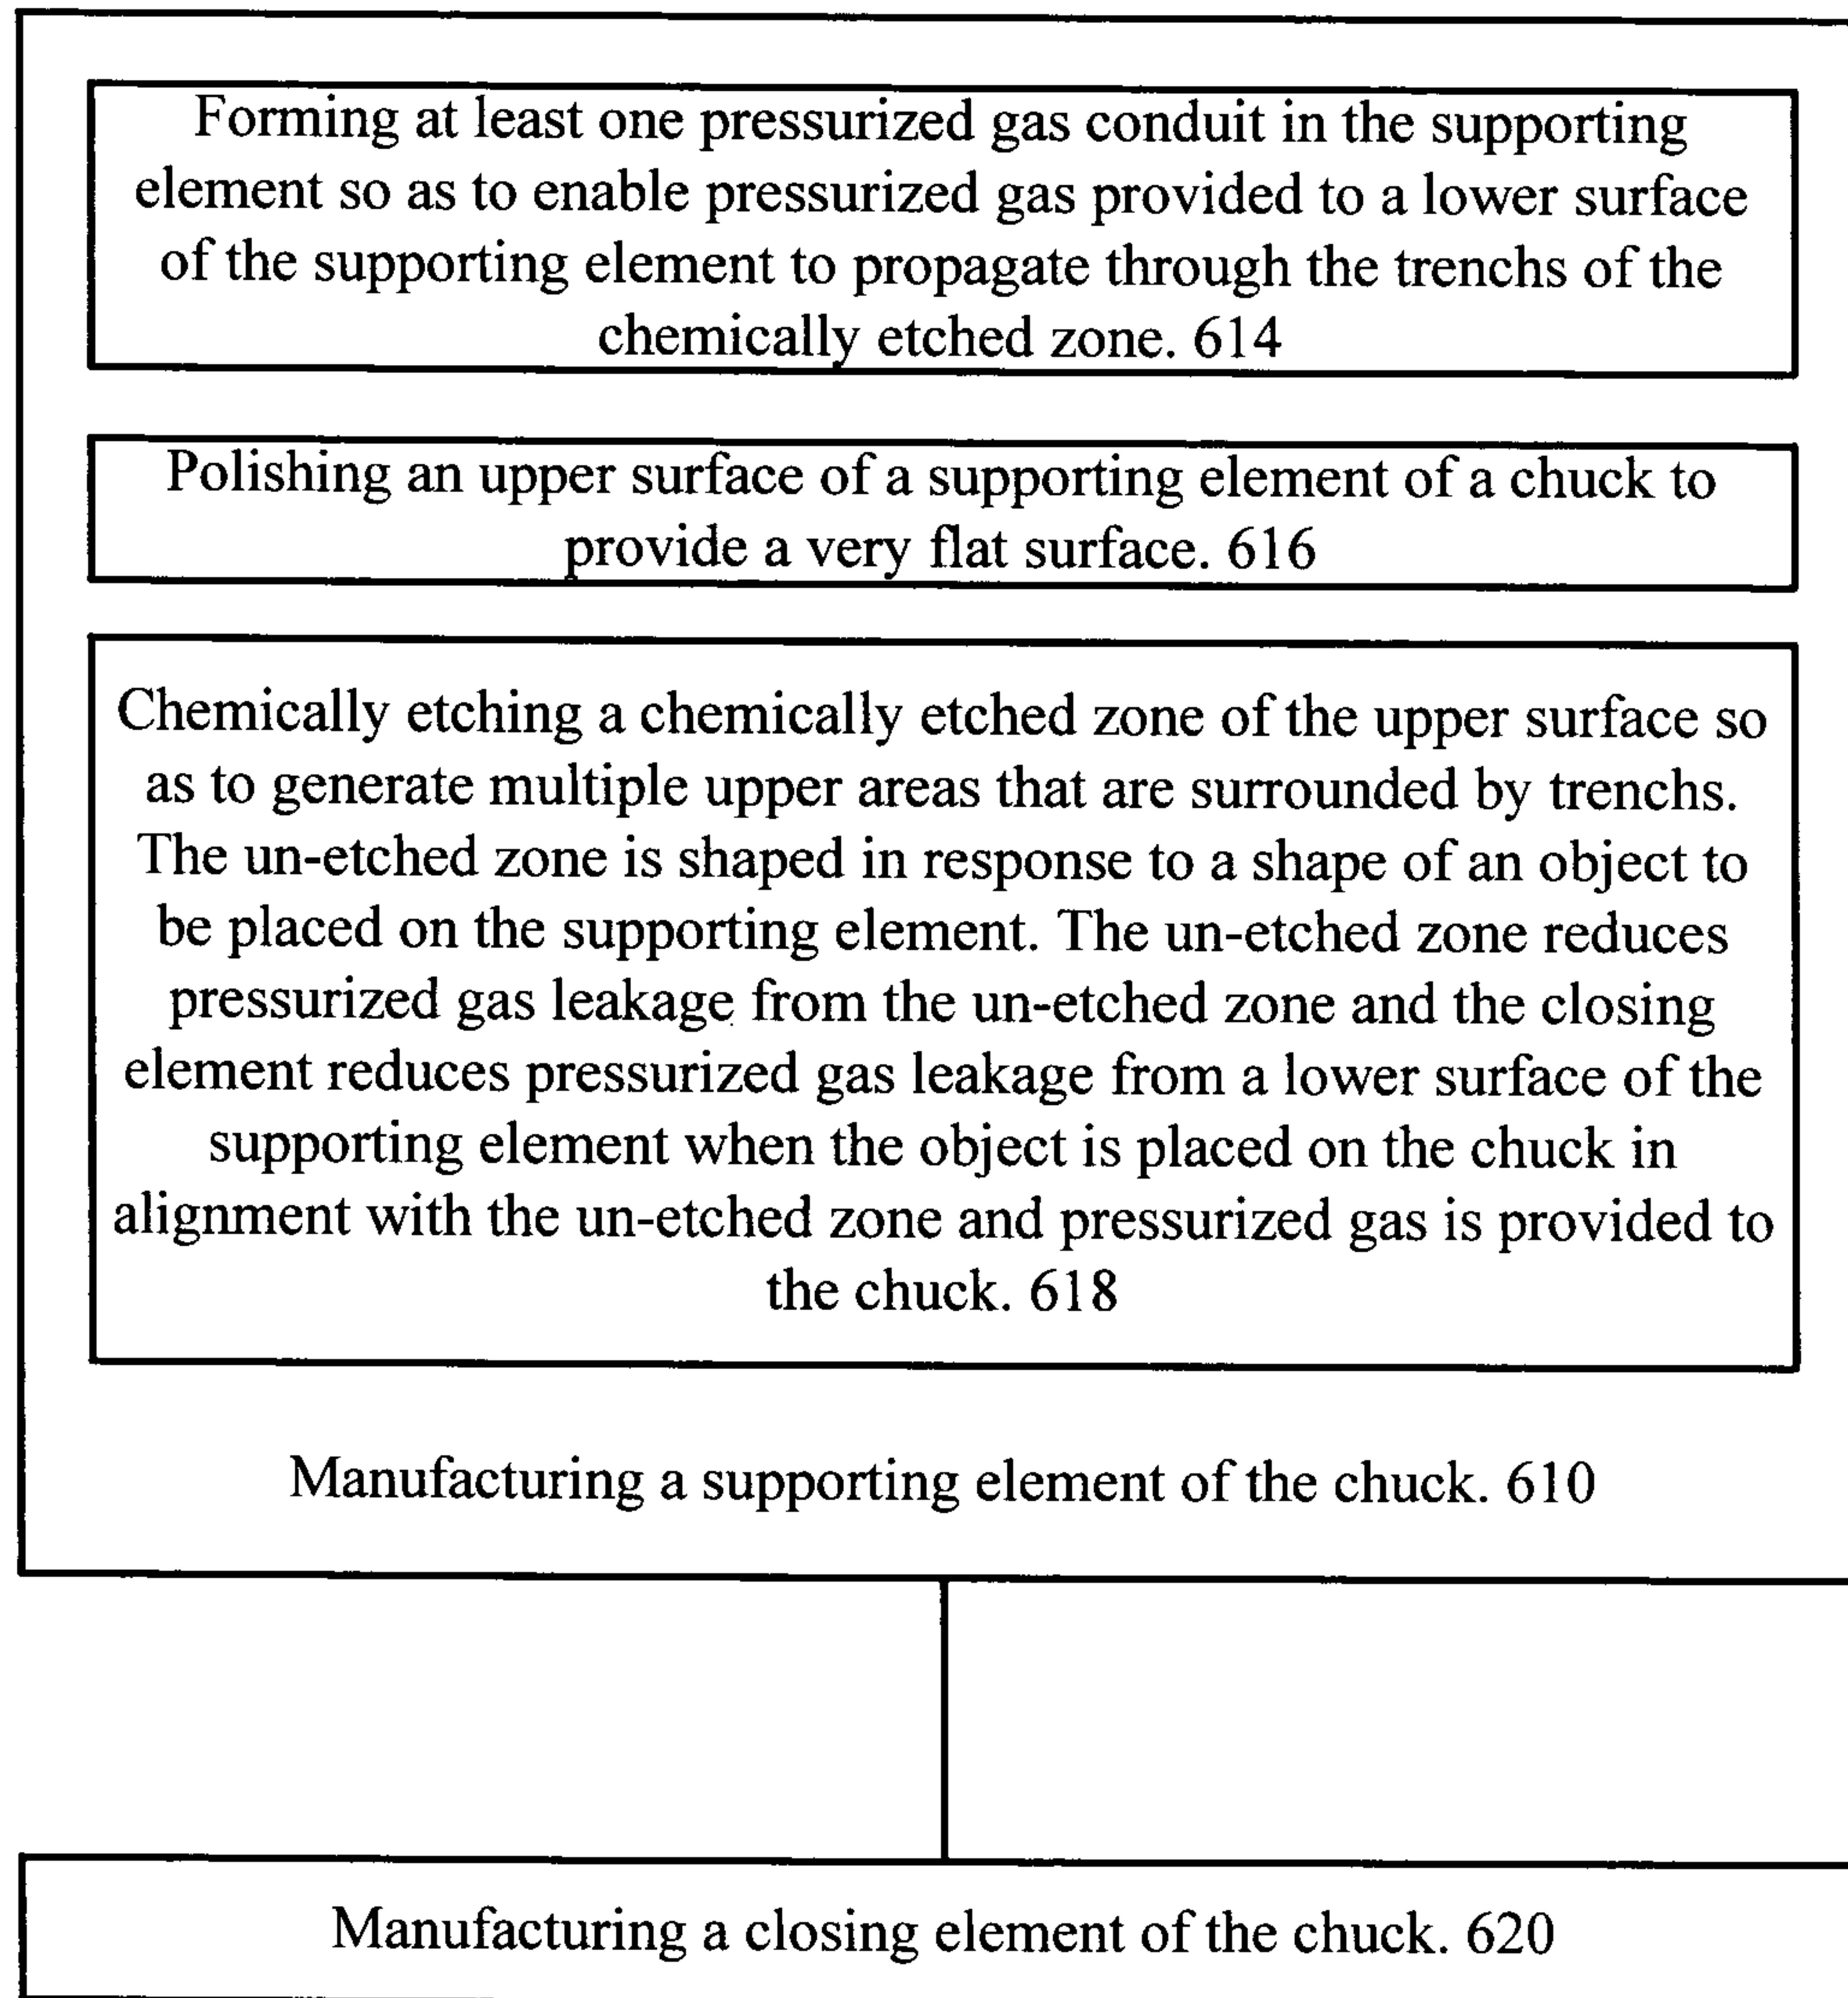 Forming at least one pressurized gas conduit in the supporting
element so as to enable pressurized gas provided to a lower surface
of the supporting element to propagate through the trenchs of the
chemically etched zone. 614
Polishing an upper surface of a supporting element of a chuck to
provide a very flat surface. 616
Chemically etching a chemically etched zone of the upper surface so
as to generate multiple upper areas that are surrounded by trenchs.
The un-etched zone is shaped in response to a shape of an object to
be placed on the supporting element. The un-etched zone reduces
pressurized gas leakage from the un-etched zone and the closing
element reduces pressurized gas leakage from a lower surface of the
supporting element when the object is placed on the chuck in
alignment with the un-etched zone and pressurized gas is provided to
the chuck. 618
Manufacturing a supporting element of the chuck. 610
Manufacturing a closing element of the chuck. 620